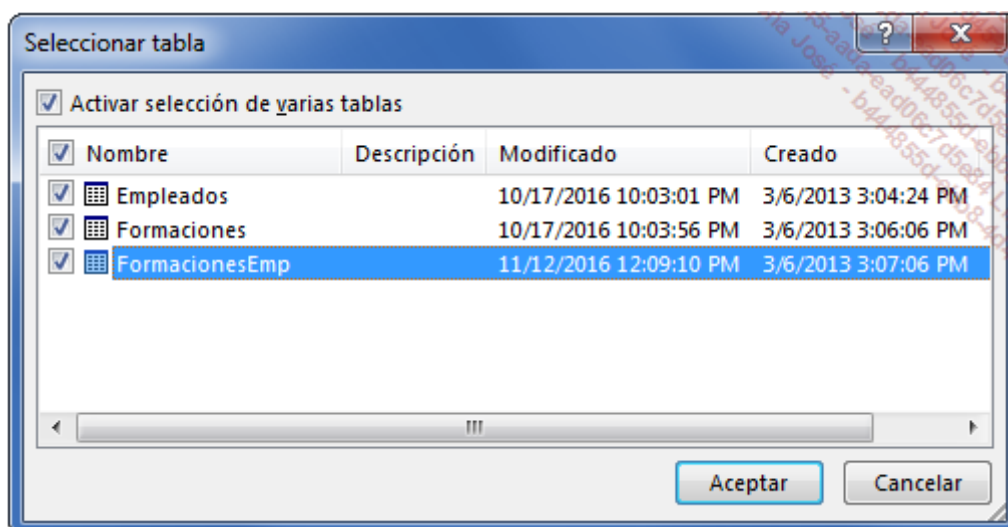 Seleccionar tabla
Activar selección de varias tablas
Nombre Descripción Modificado Creado
Empleados 10/17/2016 10:03:01 PM 3/6/2013 3:04:24 PM
Formaciones 10/17/2016 10:03:56 PM 3/6/2013 3:06:06 PM
FormacionesEmp 11/12/2016 12:09:10 PM 3/6/2013 3:07:06 PM
Aceptar Cancelar